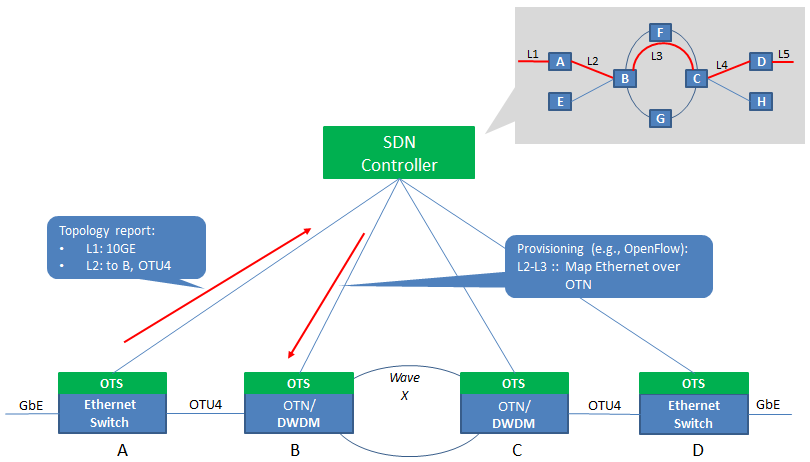 F
L1
A
L2
L3
L4
D
L5
B
C
E
G
H
SDN
Controller
Topology report:
• L1: 10GE
• L2: to B, OTU4
Provisioning (e.g., OpenFlow):
L2-L3 :: Map Ethernet over
OTN
OTS
OTS
Wave
X
OTS
OTS
GbE
Ethernet
Switch
OTU4
OTN/
DWDM
OTN/
DWDM
OTU4
Ethernet
Switch
GbE
A
B
C
D